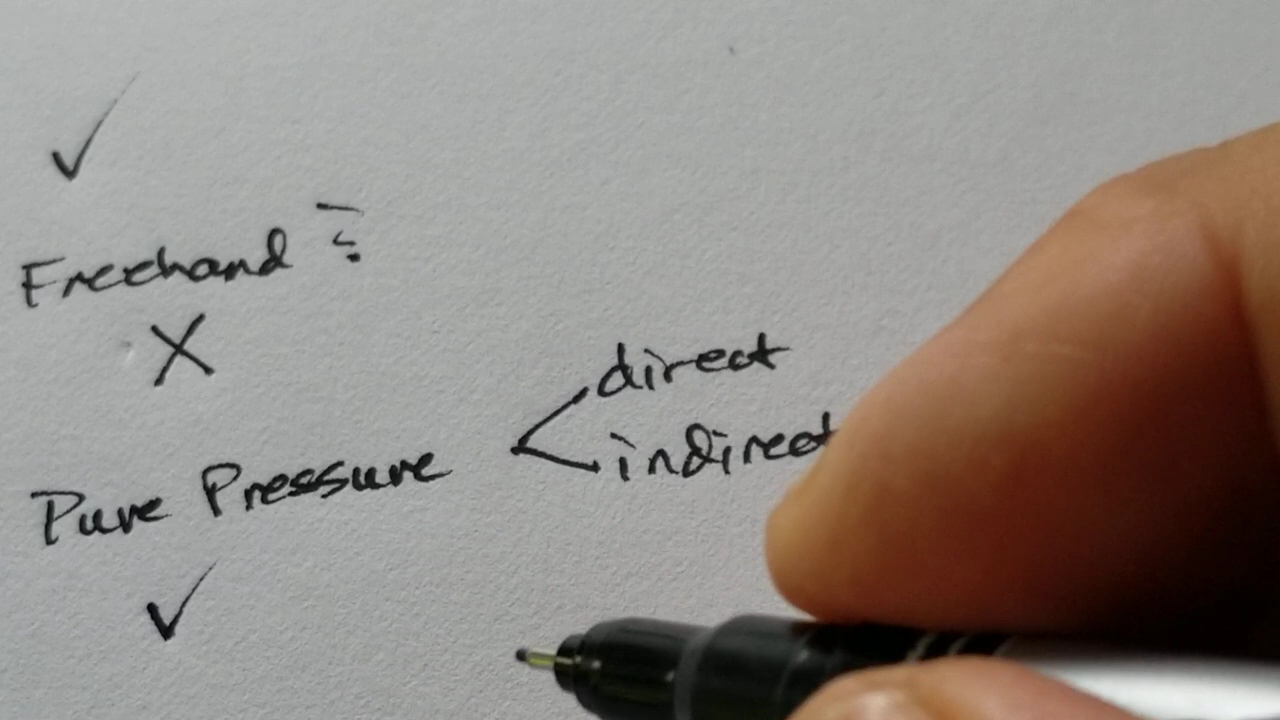 ✓
Freehand
X
direct
Pure Pressure <
indirect
✓